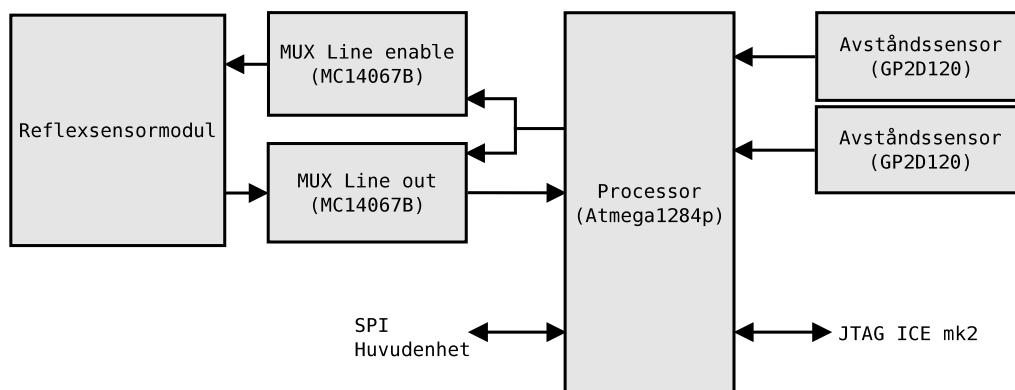 MUX Line enable
(MC14067B)
Avståndssensor
(GP2D120)
Reflexsensormodul
Avståndssensor
(GP2D120)
MUX Line out
(MC14067B)
Processor
(Atmega1284p)
SPI
Huvudenhet
JTAG ICE mk2